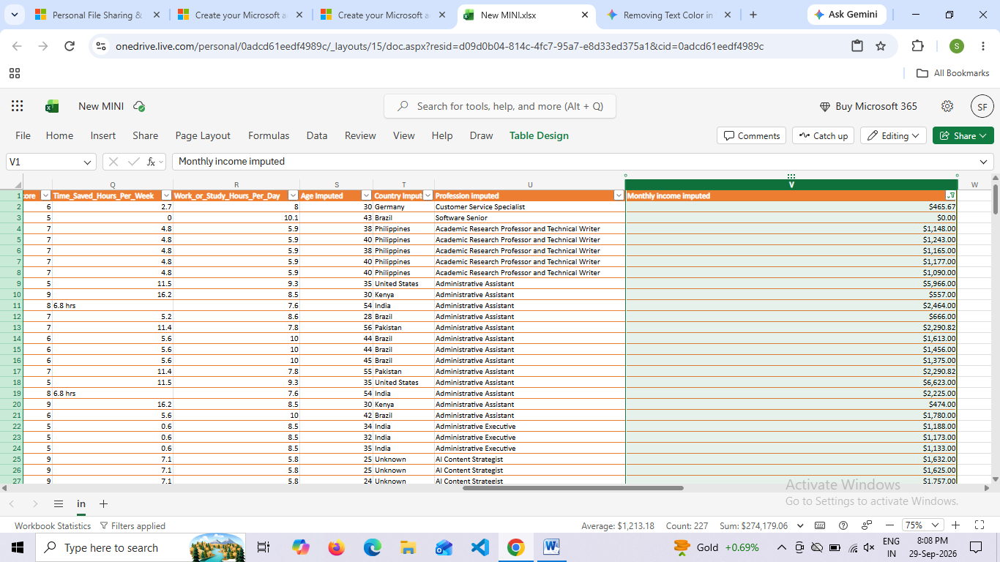 Personal File Sharing &
Create your Microsoft a
Create your Microsoft a
New MINI.xlsx
Removing Text Color in
Ask Gemini
onedrive.live.com/personal/0adcd61eedf4989c/_layouts/15/doc.aspx?resid=d09d0b04-814c-4fc7-95a7-e8d33ed375a1&cid=0adcd61eedf4989c
S
All Bookmarks
New MINI
Search for tools, help, and more (Alt + Q)
Buy Microsoft 365
SF
File Home Insert Share Page Layout Formulas Data Review View Help Draw Table Design
Comments Catch up Editing Share
V1 fx Monthly income imputed
Q R S T U V W
1 core Time_Saved_Hours_Per_Week Work_or_Study_Hours_Per_Day Age Imputed Country Imput Profession Imputed Monthly income imputed
2 6 2.7 8 30 Germany Customer Service Specialist $465.67
3 5 0 10.1 43 Brazil Software Senior $0.00
4 7 4.8 5.9 38 Philippines Academic Research Professor and Technical Writer $1,148.00
5 7 4.8 5.9 40 Philippines Academic Research Professor and Technical Writer $1,243.00
6 7 4.8 5.9 38 Philippines Academic Research Professor and Technical Writer $1,165.00
7 7 4.8 5.9 38 Philippines Academic Research Professor and Technical Writer $1,177.00
8 7 4.8 5.9 40 Philippines Academic Research Professor and Technical Writer $1,090.00
9 5 11.5 9.3 35 United States Administrative Assistant $5,966.00
10 9 16.2 8.5 30 Kenya Administrative Assistant $557.00
11 8 6.8 hrs 7.6 54 India Administrative Assistant $2,464.00
12 7 5.2 8.6 28 Brazil Administrative Assistant $666.00
13 7 11.4 7.8 56 Pakistan Administrative Assistant $2,290.82
14 6 5.6 10 44 Brazil Administrative Assistant $1,613.00
15 6 5.6 10 44 Brazil Administrative Assistant $1,456.00
16 6 5.6 10 45 Brazil Administrative Assistant $1,375.00
17 7 11.4 7.8 55 Pakistan Administrative Assistant $2,290.82
18 5 11.5 9.3 35 United States Administrative Assistant $6,623.00
19 8 6.8 hrs 7.6 54 India Administrative Assistant $2,225.00
20 9 16.2 8.5 30 Kenya Administrative Assistant $474.00
21 6 5.6 10 42 Brazil Administrative Assistant $1,780.00
22 5 0.6 8.5 34 India Administrative Executive $1,188.00
23 5 0.6 8.5 32 India Administrative Executive $1,173.00
24 5 0.6 8.5 35 India Administrative Executive $1,133.00
25 9 7.1 5.8 25 Unknown AI Content Strategist $1,632.00
26 9 7.1 5.8 25 Unknown AI Content Strategist $1,625.00
27 9 7.1 5.8 24 Unknown AI Content Strategist $1,757.00
Activate Windows
Go to Settings to activate Windows.
in
Workbook Statistics Filters applied Average: $1,213.18 Count: 227 Sum: $274,179.06 75%
Type here to search
Gold +0.69%
ENG
IN
8:08 PM
29-Sep-2026